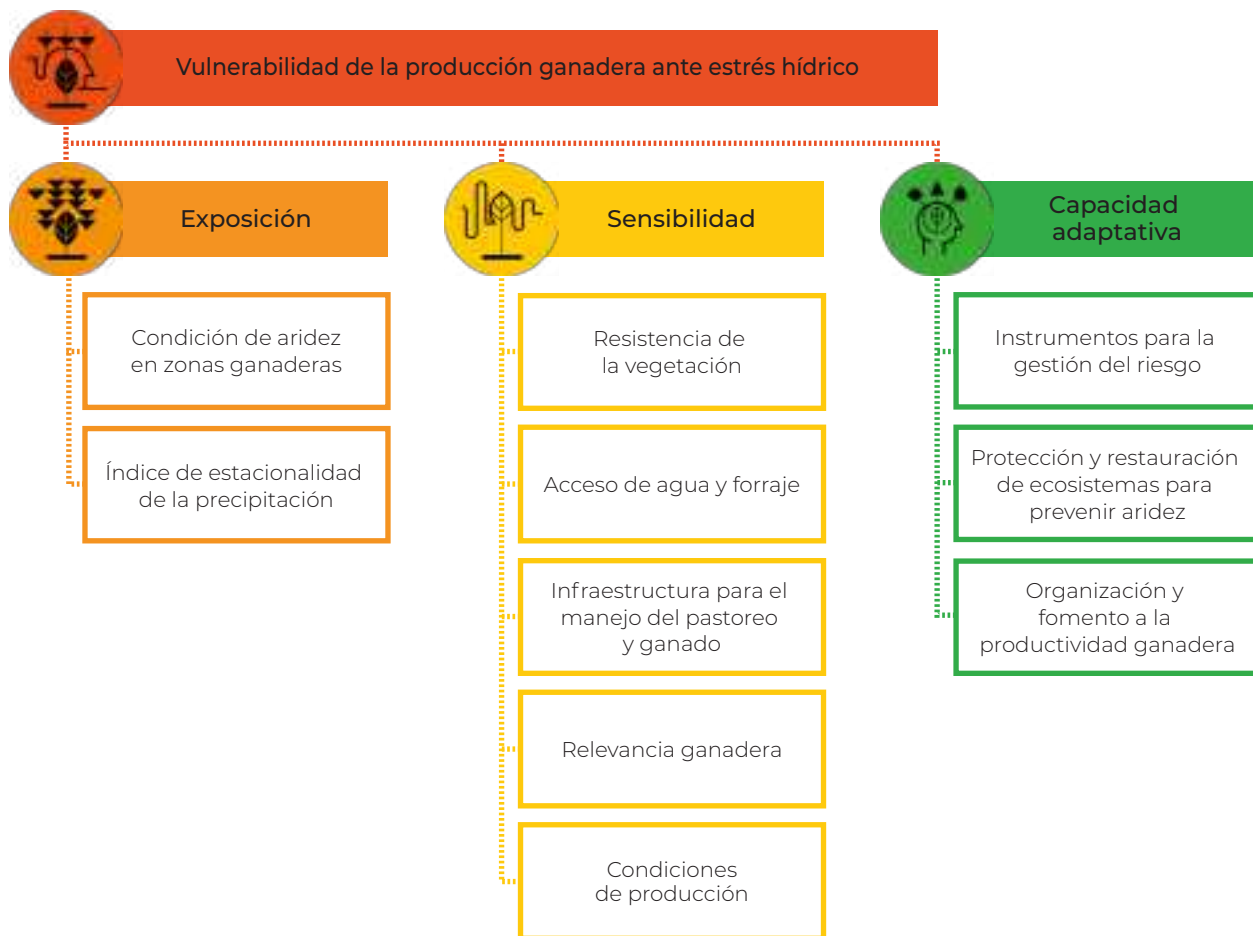 Vulnerabilidad de la producción ganadera ante estrés hídrico
Exposición
Condición de aridez
en zonas ganaderas
Índice de estacionalidad
de la precipitación
Sensibilidad
Resistencia de
la vegetación
Acceso de agua y forraje
Infraestructura para el
manejo del pastoreo
y ganado
Relevancia ganadera
Condiciones
de producción
Capacidad
adaptativa
Instrumentos para la
gestión del riesgo
Protección y restauración
de ecosistemas para
prevenir aridez
Organización y
fomento a la
productividad ganadera